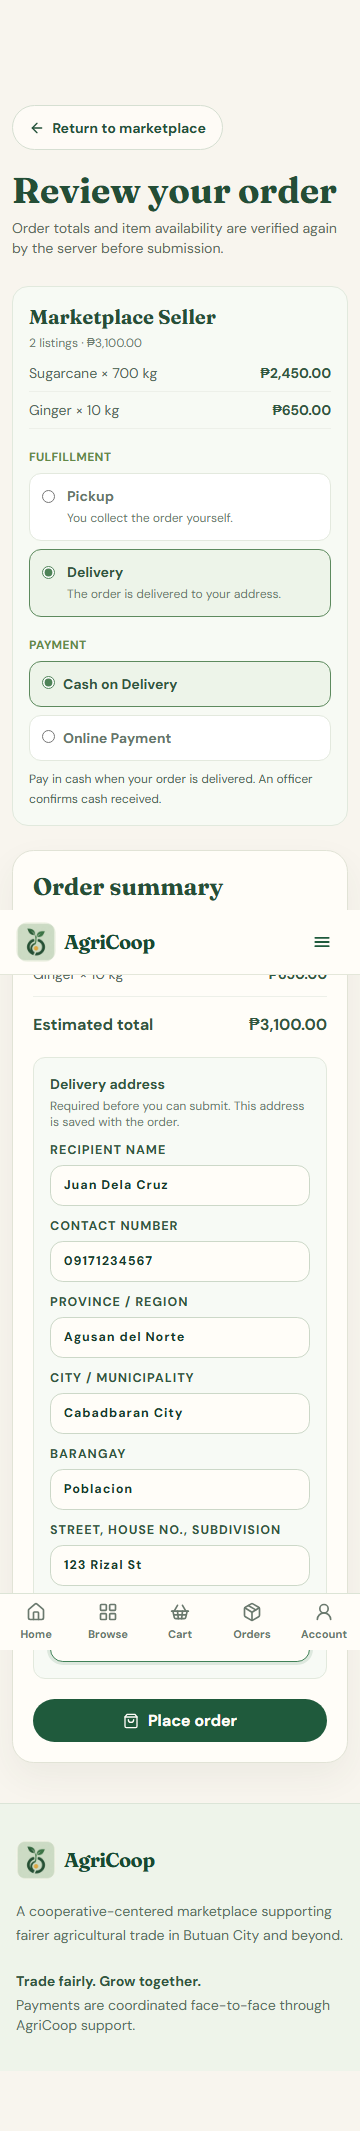 Return to marketplace
Review your order
Order totals and item availability are verified again
by the server before submission.
Marketplace Seller
2 listings · ₱3,100.00
Sugarcane × 700 kg ₱2,450.00
Ginger × 10 kg ₱650.00
FULFILLMENT
Pickup
You collect the order yourself.
Delivery
The order is delivered to your address.
PAYMENT
Cash on Delivery
Online Payment
Pay in cash when your order is delivered. An officer
confirms cash received.
Order summary
AgriCoop
Ginger × 10 kg ₱650.00
Estimated total ₱3,100.00
Delivery address
Required before you can submit. This address
is saved with the order.
RECIPIENT NAME
Juan Dela Cruz
CONTACT NUMBER
09171234567
PROVINCE / REGION
Agusan del Norte
CITY / MUNICIPALITY
Cabadbaran City
BARANGAY
Poblacion
STREET, HOUSE NO., SUBDIVISION
123 Rizal St
Home Browse Cart Orders Account
Place order
AgriCoop
A cooperative-centered marketplace supporting
fairer agricultural trade in Butuan City and beyond.
Trade fairly. Grow together.
Payments are coordinated face-to-face through
AgriCoop support.